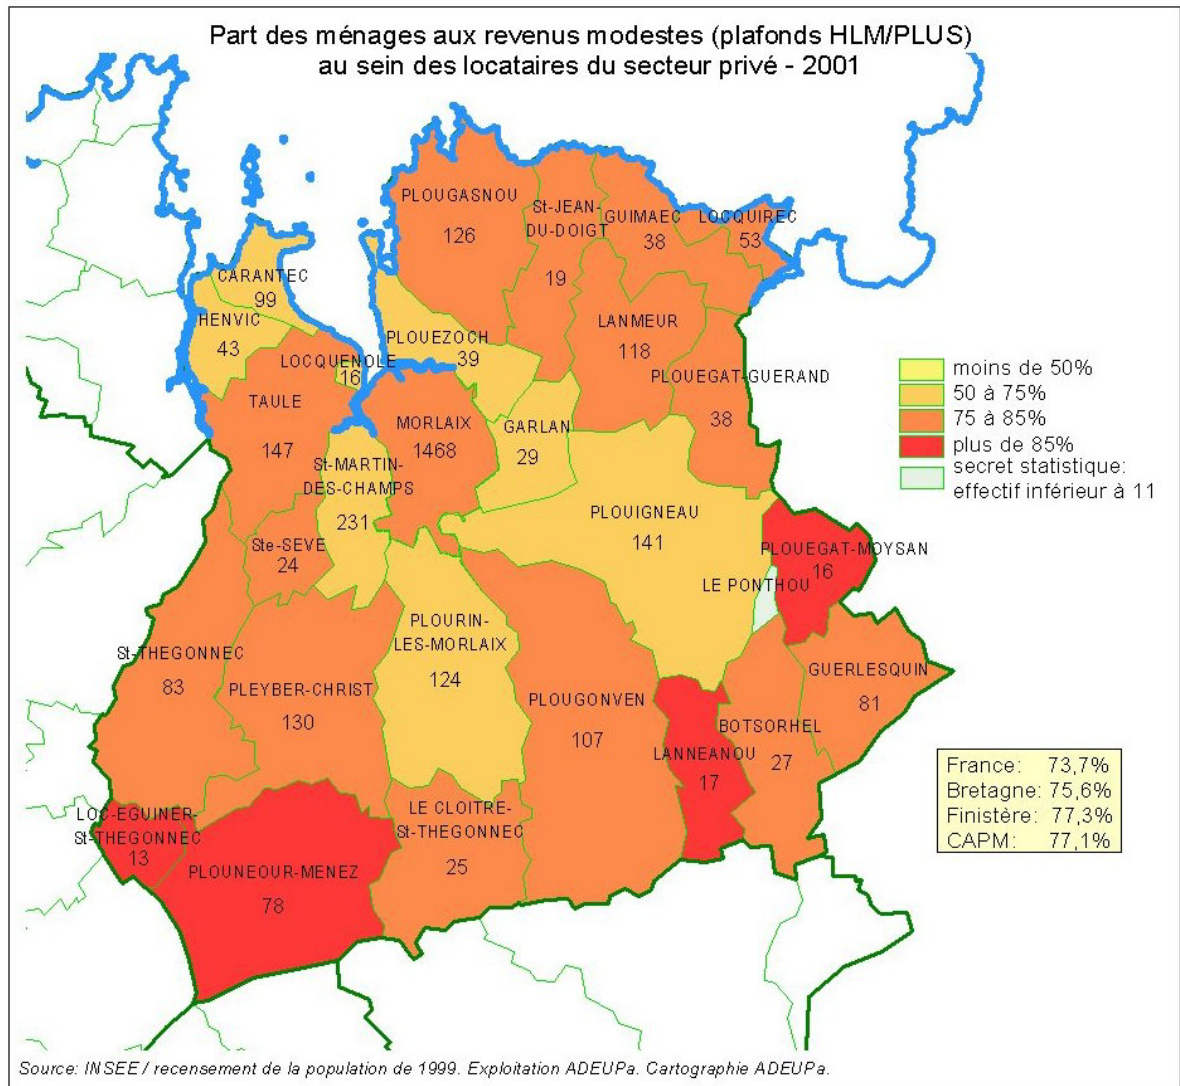 Part des ménages aux revenus modestes (plafonds HLM/PLUS)
au sein des locataires du secteur privé - 2001
PLOUGASNOU
126
St-JEAN-
DU-DOIGT
19
GUIMAEC
38
LOCQUIREC
53
CARANTEC
99
HENVIC
43
PLOUEZOCH
39
LANMEUR
118
LOCQUENOLE
16
PLOUEGAT-GUERAND
38
TAULE
147
MORLAIX
1468
GARLAN
29
St-MARTIN-
DES-CHAMPS
231
PLOUIGNEAU
141
Ste-SEVE
24
PLOUEGAT-MOYSAN
16
LE PONTHOU
PLOURIN-
LES-MORLAIX
124
St-THEGONNEC
83
PLEYBER-CHRIST
130
GUERLESQUIN
81
PLOUGONVEN
107
BOTSORHEL
27
LANNEANOU
17
LOC-EGUINER-
St-THEGONNEC
13
LE CLOITRE-
St-THEGONNEC
25
PLOUNEOUR-MENEZ
78
moins de 50%
50 à 75%
75 à 85%
plus de 85%
secret statistique:
effectif inférieur à 11
France: 73,7%
Bretagne: 75,6%
Finistère: 77,3%
CAPM: 77,1%
Source: INSEE / recensement de la population de 1999. Exploitation ADEUPa. Cartographie ADEUPa.